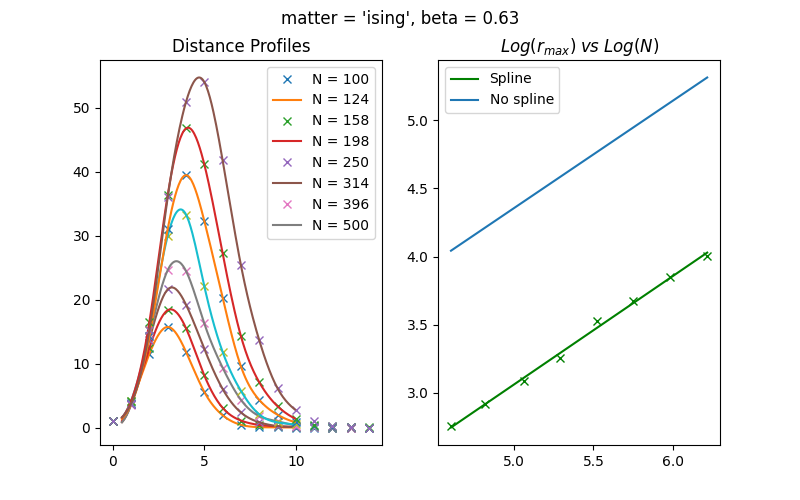 matter = 'ising', beta = 0.63
Distance Profiles
N = 100
N = 124
N = 158
N = 198
N = 250
N = 314
N = 396
N = 500
50
40
30
20
10
0
0 5 10
Log(r_max) vs Log(N)
Spline
No spline
5.0
4.5
4.0
3.5
3.0
5.0 5.5 6.0